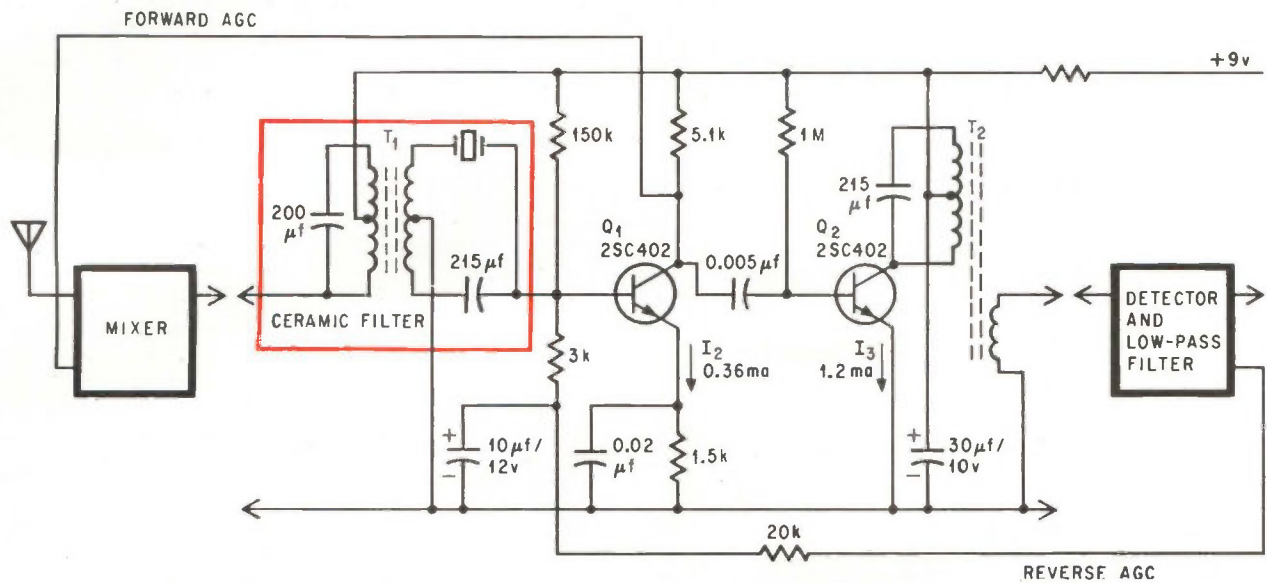 FORWARD AGC
+9v
T1
150k
5.1k
1M
T2
200
μf
215
μf
Q1
2SC402
Q2
2SC402
215μf
0.005μf
MIXER
CERAMIC FILTER
DETECTOR
AND
LOW-PASS
FILTER
3k
I2
0.36ma
I3
1.2ma
+
10μf/
12v
−
0.02
μf
1.5k
+
30μf/
10v
−
20k
REVERSE AGC